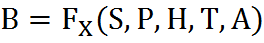 B = F_X(S, P, H, T, A)